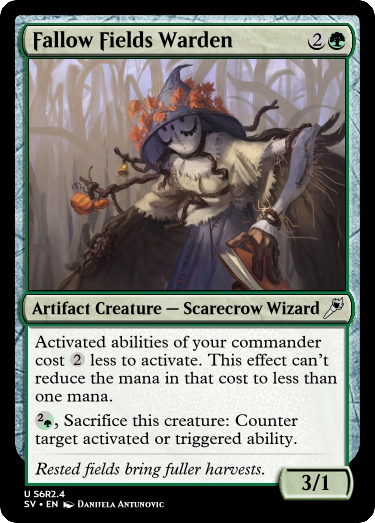 Fallow Fields Warden 2
Artifact Creature — Scarecrow Wizard
Activated abilities of your commander
cost 2 less to activate. This effect can't
reduce the mana in that cost to less than
one mana.
2, Sacrifice this creature: Counter
target activated or triggered ability.
Rested fields bring fuller harvests.
3/1
U S6R2.4
SV • EN Danijela Antunovic